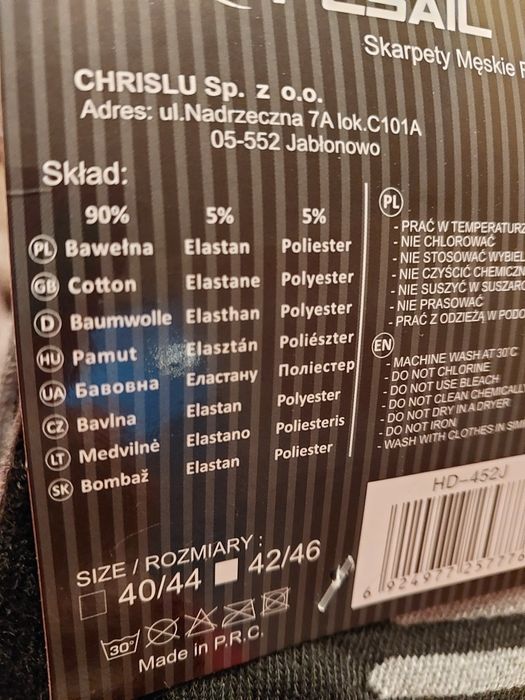 Skarpety Męskie
CHRISLU Sp. z o.o.
Adres: ul.Nadrzeczna 7A lok.C101A
05-552 Jabłonowo
Skład:
90% 5% 5%
PL Bawełna Elastan Poliester
GB Cotton Elastane Polyester
D Baumwolle Elasthan Polyester
HU Pamut Elasztán Poliészter
UA Бавовна Еластану Поліестер
CZ Bavlna Elastan Polyester
LT Medvilnė Elastano Poliesteris
SK Bombaž Elastan Poliester
PL
- PRAĆ W TEMPERATURZ
- NIE CHLOROWAĆ
- NIE STOSOWAĆ WYBIEL
- NIE CZYŚCIĆ CHEMICZN
- NIE SUSZYĆ W SUSZARC
- NIE PRASOWAĆ
- PRAĆ Z ODZIEŻĄ W PODO
EN
- MACHINE WASH AT 30°C
- DO NOT CHLORINE
- DO NOT USE BLEACH
- DO NOT CLEAN CHEMICALLY
- DO NOT DRY IN A DRYER
- DO NOT IRON
- WASH WITH CLOTHES IN SIM
HD-452J
6 924977 25777
SIZE / ROZMIARY :
40/44 42/46
30°
Made in P.R.C.